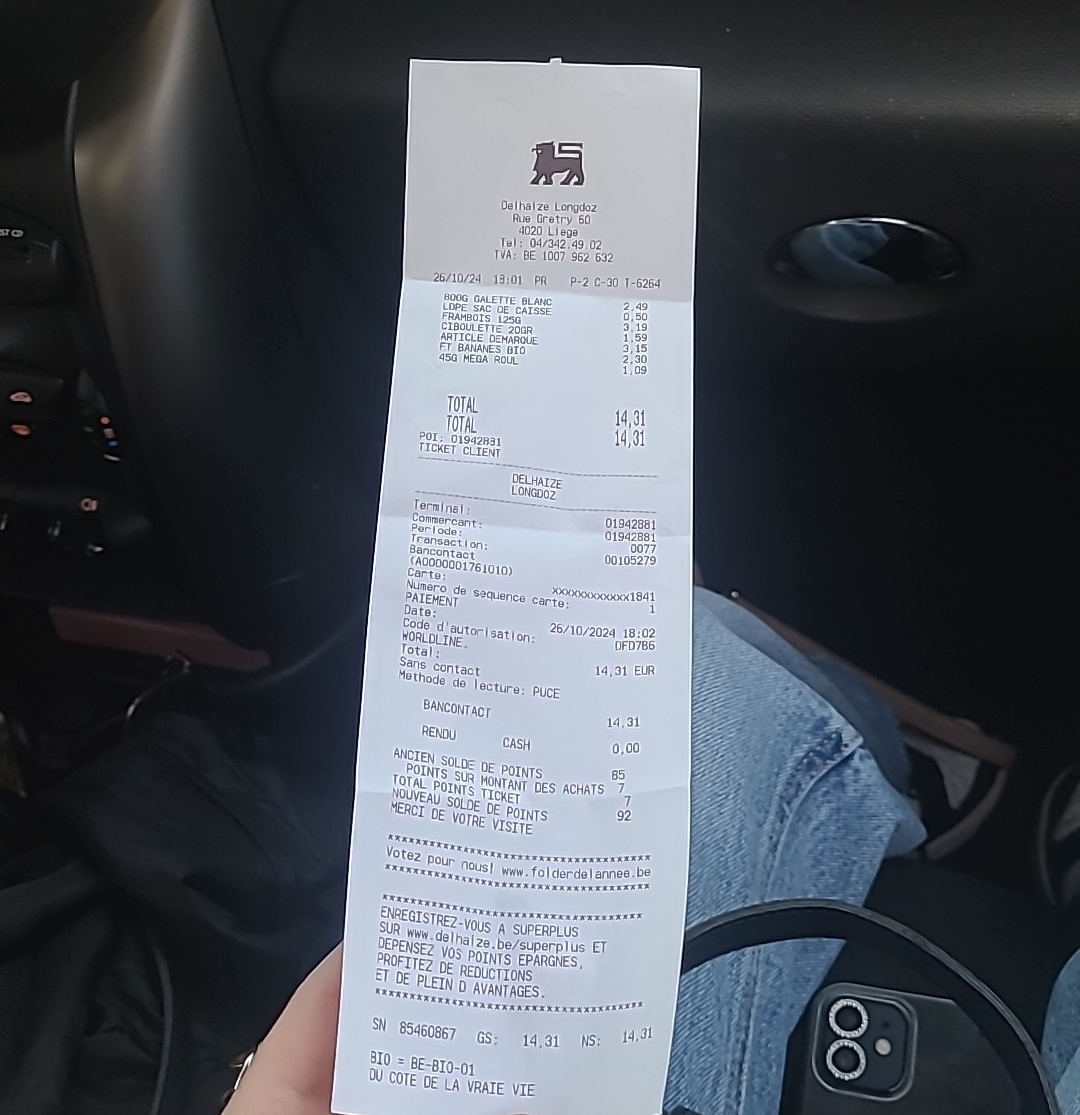 Delhaize Longdoz
Rue Gretry 60
4020 Liege
Tel: 04/342.49.02
TVA: BE 1007 962 632
26/10/24 18:01 PR P-2 C-30 T-6264
800G GALETTE BLANC 2,49
LDPE SAC DE CAISSE 0,50
FRAMBOIS 125G 3,19
CIBOULETTE 20GR 1,59
ARTICLE DEMARQUE 3,15
FT BANANES BIO 2,30
45G MEGA ROUL 1,09
TOTAL 14,31
TOTAL 14,31
POI: 01942881
TICKET CLIENT
DELHAIZE
LONGDOZ
Terminal: 01942881
Commercant: 01942881
Periode: 0077
Transaction: 00105279
Bancontact
(A0000001761010)
Carte: xxxxxxxxxxxx1841
Numero de sequence carte: 1
PAIEMENT
Date: 26/10/2024 18:02
Code d'autorisation: DFD7B6
WORLDLINE.
Total: 14,31 EUR
Sans contact
Methode de lecture: PUCE
BANCONTACT 14,31
RENDU CASH 0,00
ANCIEN SOLDE DE POINTS 85
POINTS SUR MONTANT DES ACHATS 7
TOTAL POINTS TICKET 7
NOUVEAU SOLDE DE POINTS 92
MERCI DE VOTRE VISITE
****************************************
Votez pour nous! www.folderdelannee.be
****************************************
****************************************
ENREGISTREZ-VOUS A SUPERPLUS
SUR www.delhaize.be/superplus ET
DEPENSEZ VOS POINTS EPARGNES,
PROFITEZ DE REDUCTIONS
ET DE PLEIN D AVANTAGES.
****************************************
SN 85460867 GS: 14,31 NS: 14,31
BIO = BE-BIO-01
DU COTE DE LA VRAIE VIE